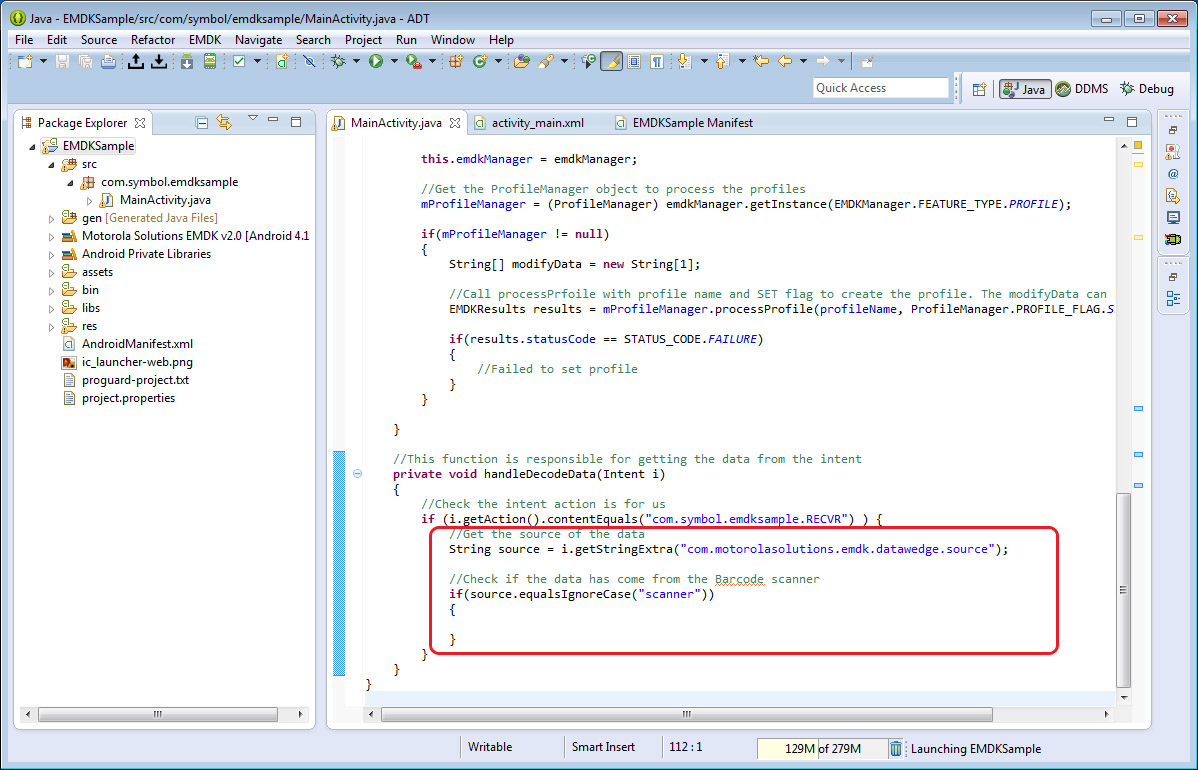 Java - EMDKSample/src/com/symbol/emdksample/MainActivity.java - ADT
File Edit Source Refactor EMDK Navigate Search Project Run Window Help
Quick Access
Java DDMS Debug
Package Explorer
EMDKSample
src
com.symbol.emdksample
MainActivity.java
gen [Generated Java Files]
Motorola Solutions EMDK v2.0 [Android 4.1
Android Private Libraries
assets
bin
libs
res
AndroidManifest.xml
ic_launcher-web.png
proguard-project.txt
project.properties
MainActivity.java activity_main.xml EMDKSample Manifest
this.emdkManager = emdkManager;
//Get the ProfileManager object to process the profiles
mProfileManager = (ProfileManager) emdkManager.getInstance(EMDKManager.FEATURE_TYPE.PROFILE);
if(mProfileManager != null)
{
String[] modifyData = new String[1];
//Call processPrfoile with profile name and SET flag to create the profile. The modifyData can
EMDKResults results = mProfileManager.processProfile(profileName, ProfileManager.PROFILE_FLAG.S
if(results.statusCode == STATUS_CODE.FAILURE)
{
//Failed to set profile
}
}
}
//This function is responsible for getting the data from the intent
private void handleDecodeData(Intent i)
{
//Check the intent action is for us
if (i.getAction().contentEquals("com.symbol.emdksample.RECVR") ) {
//Get the source of the data
String source = i.getStringExtra("com.motorolasolutions.emdk.datawedge.source");
//Check if the data has come from the Barcode scanner
if(source.equalsIgnoreCase("scanner"))
{
}
}
}
}
Writable Smart Insert 112 : 1 129M of 279M Launching EMDKSample